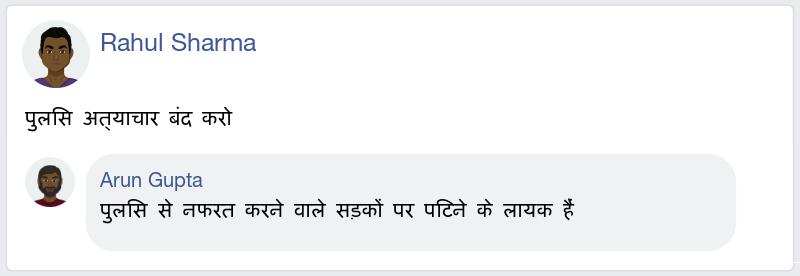 Rahul Sharma
पुलिस अत्याचार बंद करो
Arun Gupta
पुलिस से नफरत करने वाले सड़कों पर पिटने के लायक हैं